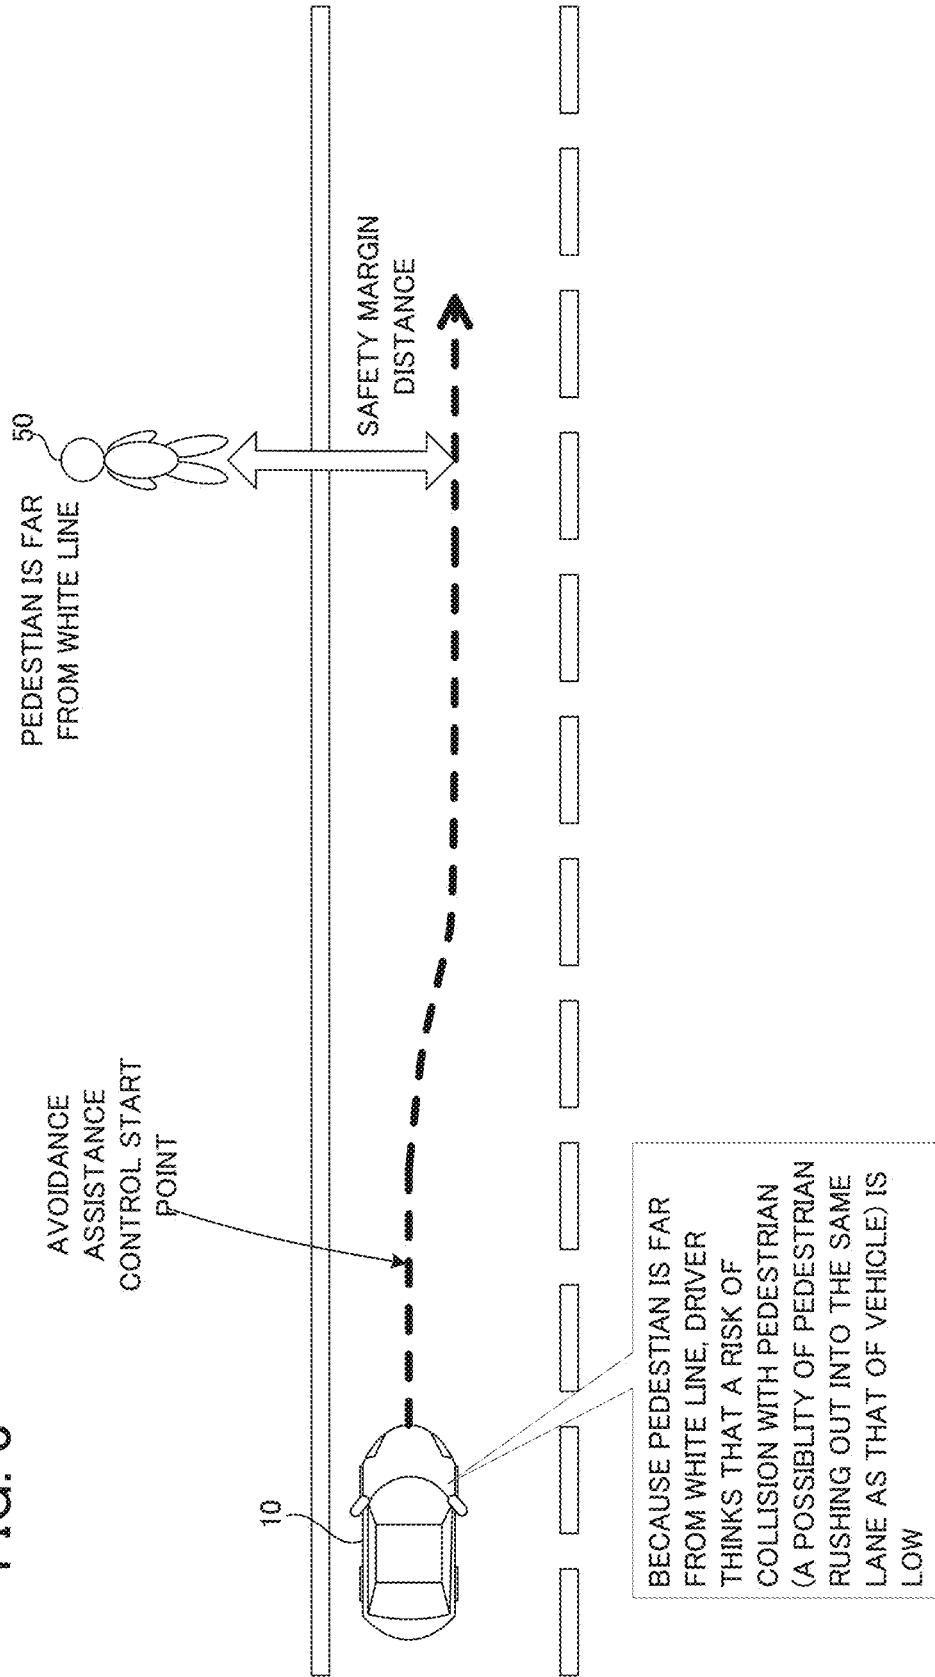 FIG.
50
PEDESTIAN IS FAR
FROM WHITE LINE
AVOIDANCE
ASSISTANCE
CONTROL START
POINT
10
SAFETY MARGIN
DISTANCE
BECAUSE PEDESTIAN IS FAR
FROM WHITE LINE, DRIVER
THINKS THAT A RISK OF
COLLISION WITH PEDESTRIAN
(A POSSIBLITY OF PEDESTRIAN
RUSHING OUT INTO THE SAME
LANE AS THAT OF VEHICLE) IS
LOW